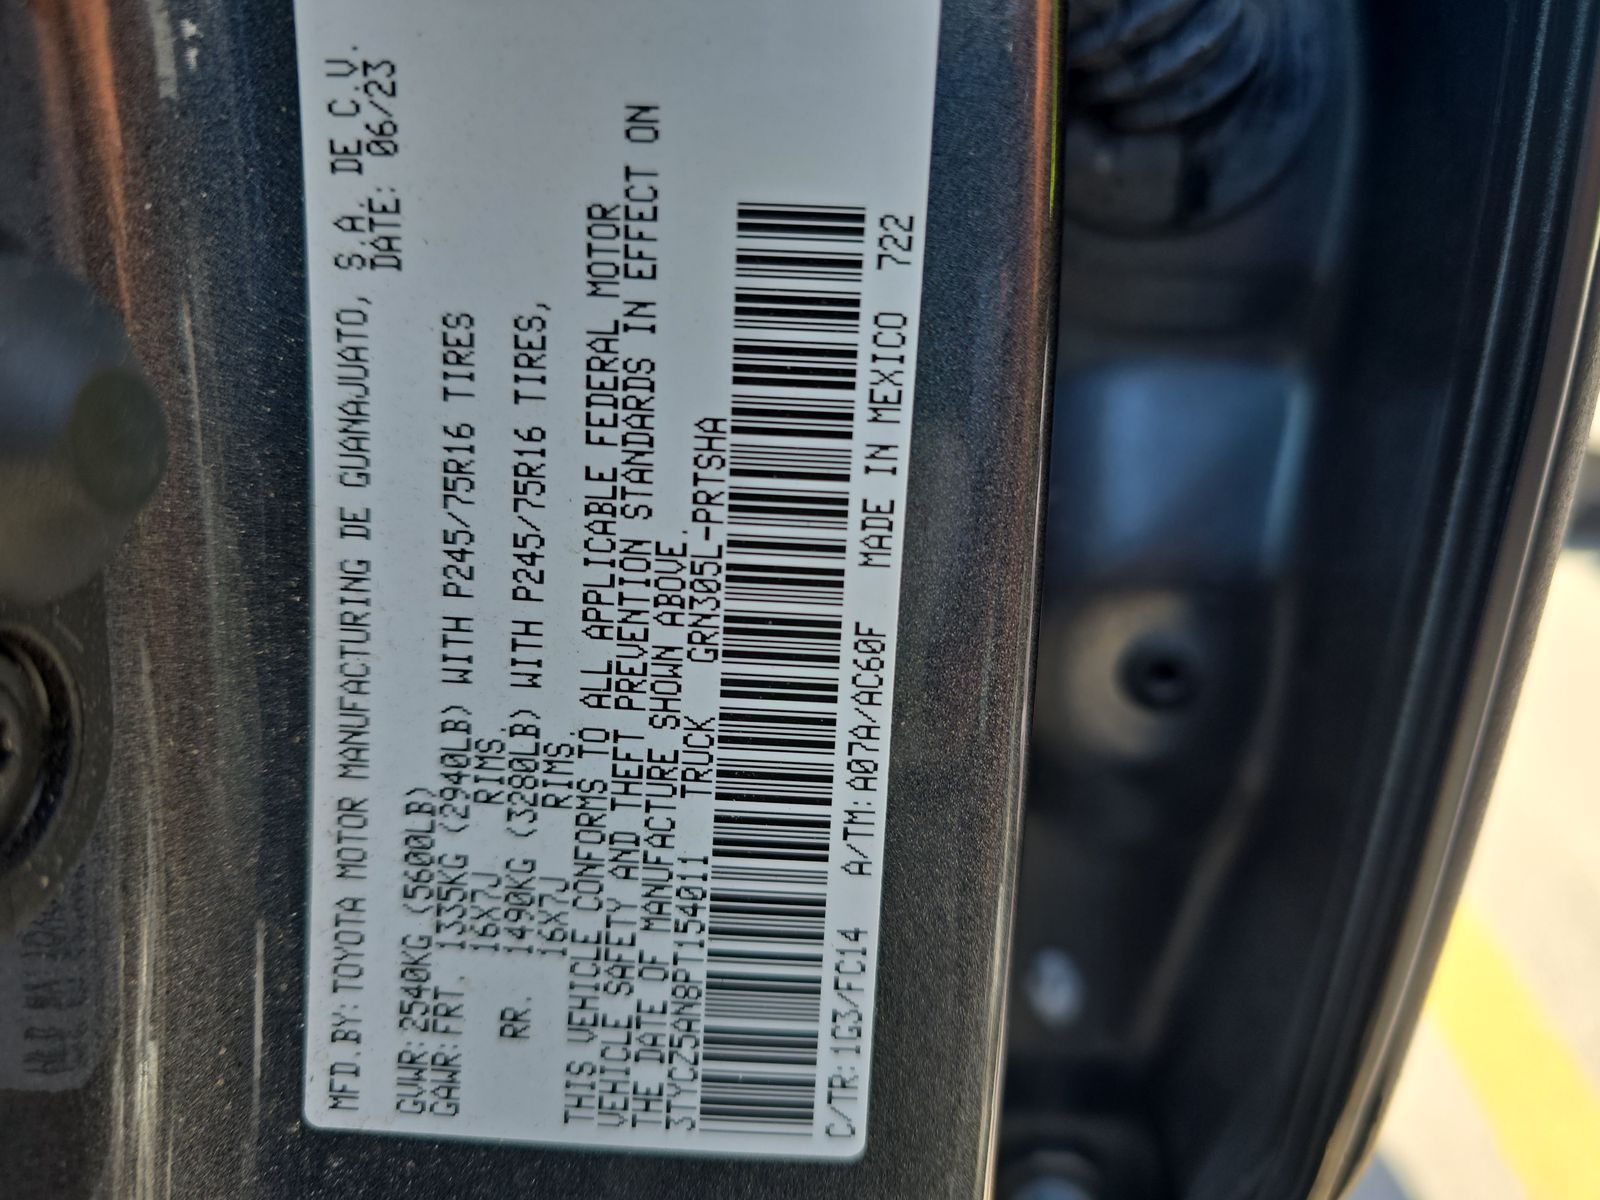 MFD.BY:TOYOTA MOTOR MANUFACTURING DE GUANAJUATO, S.A. DE C.V.
DATE: 06/23
GVWR:2540KG(5600LB)
GAWR:FRT. 1335KG (2940LB) WITH P245/75R16 TIRES
16X7J RIMS,
RR. 1490KG (3280LB) WITH P245/75R16 TIRES,
16X7J RIMS.
THIS VEHICLE CONFORMS TO ALL APPLICABLE FEDERAL MOTOR
VEHICLE SAFETY AND THEFT PREVENTION STANDARDS IN EFFECT ON
THE DATE OF MANUFACTURE SHOWN ABOVE.
3TYCZ5AN8PT154011 TRUCK GRN305L-PRTSHA
C/TR:1G3/FC14 A/TM:A07A/AC60F MADE IN MEXICO 722